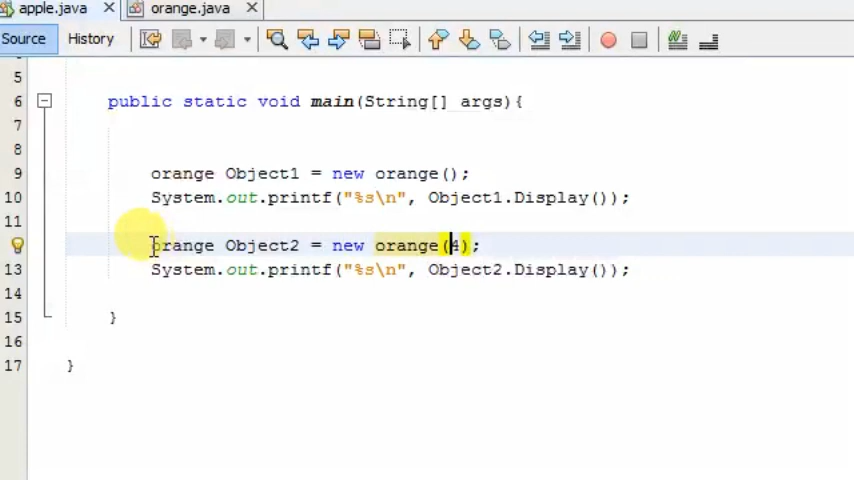 apple.java orange.java
Source History
5
6 public static void main(String[] args){
7
8
9 orange Object1 = new orange();
10 System.out.printf("%s\n", Object1.Display());
11
orange Object2 = new orange(4);
13 System.out.printf("%s\n", Object2.Display());
14
15 }
16
17 }